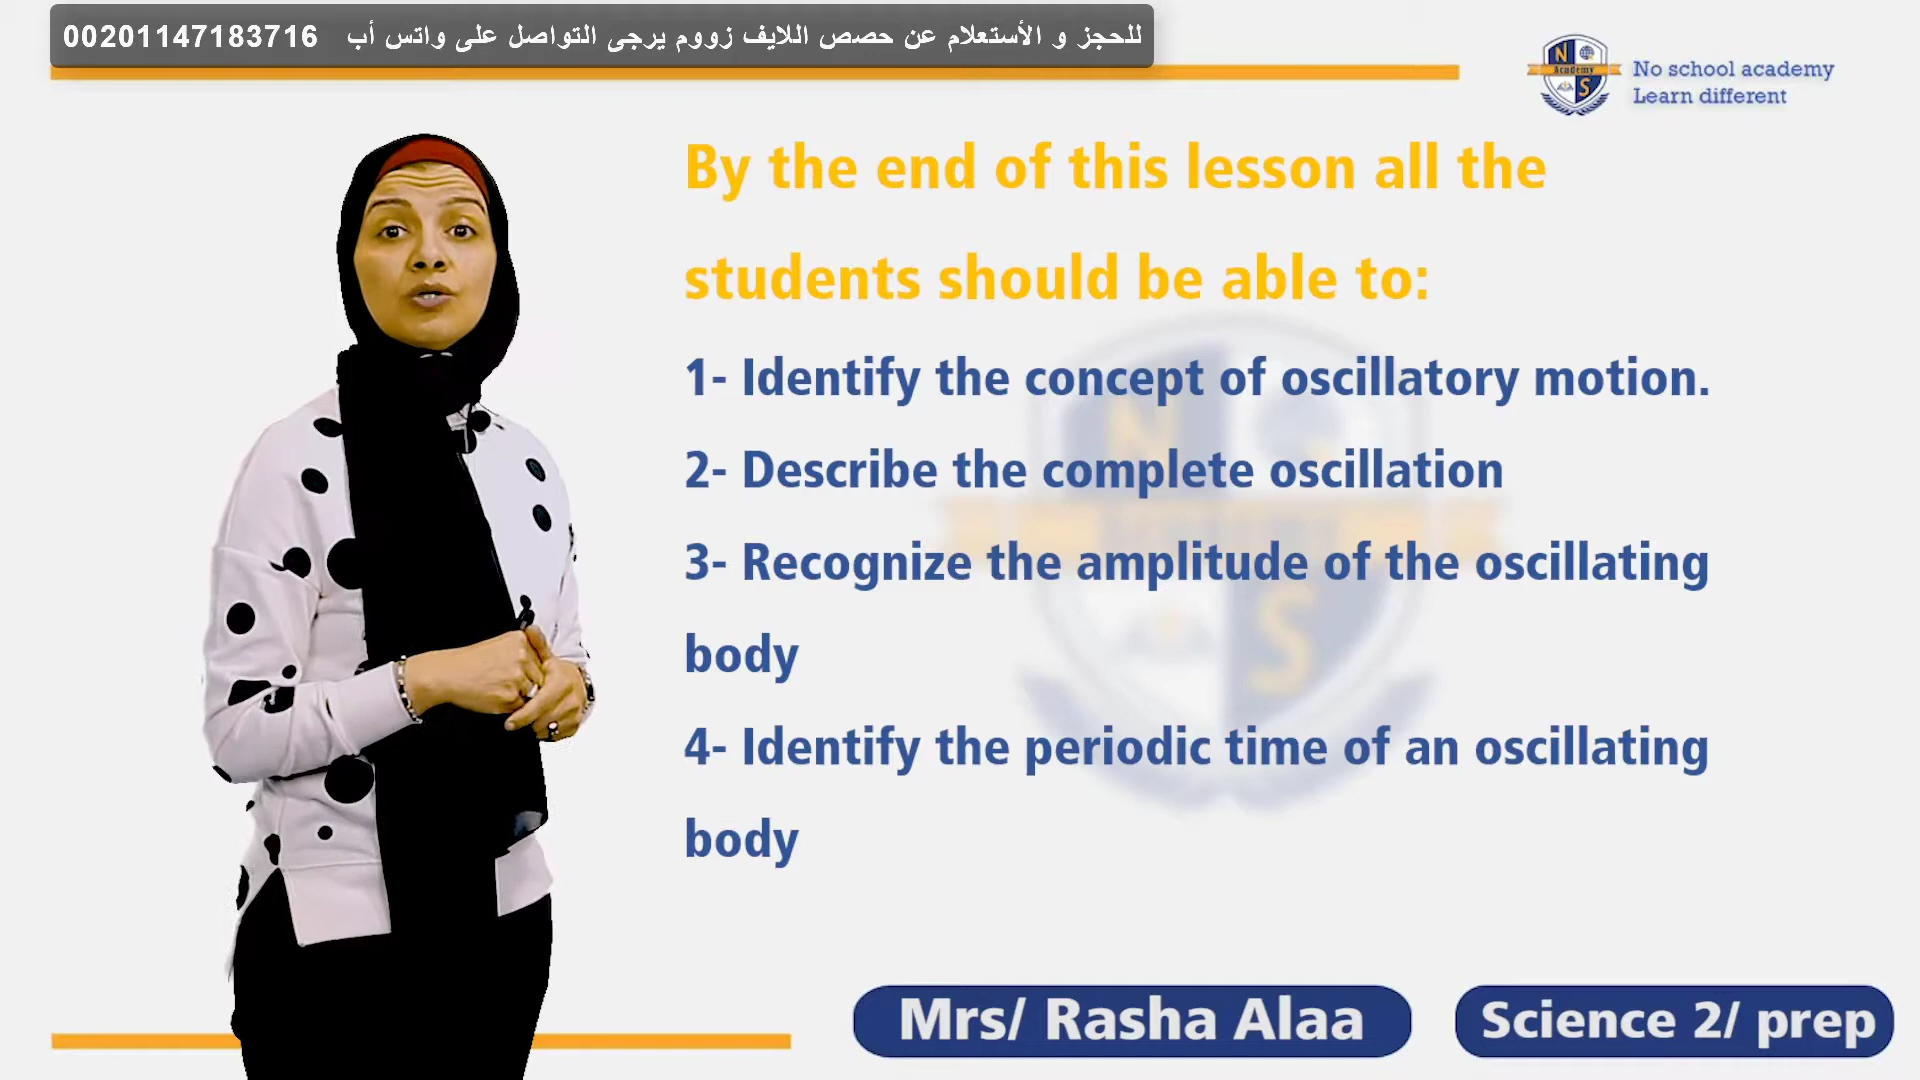 للحجز و الأستعلام عن حصص اللايف زووم يرجى التواصل على واتس أب 00201147183716
N
Academy
S
No school academy
Learn different
By the end of this lesson all the
students should be able to:
1- Identify the concept of oscillatory motion.
2- Describe the complete oscillation
3- Recognize the amplitude of the oscillating
body
4- Identify the periodic time of an oscillating
body
Mrs/ Rasha Alaa
Science 2/ prep